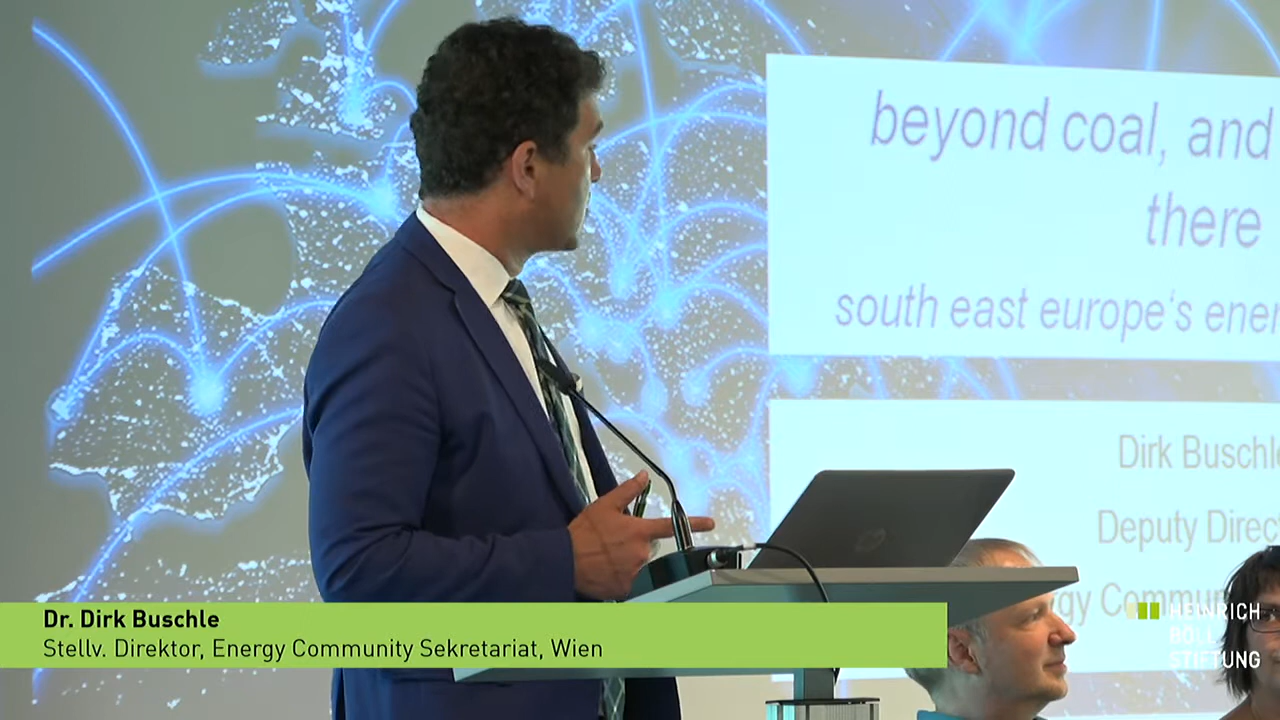 beyond coal, and
there
south east europe's ener
Dirk Buschle
Deputy Direc
gy Commun
Dr. Dirk Buschle
Stellv. Direktor, Energy Community Sekretariat, Wien
HEINRICH
BÖLL
STIFTUNG